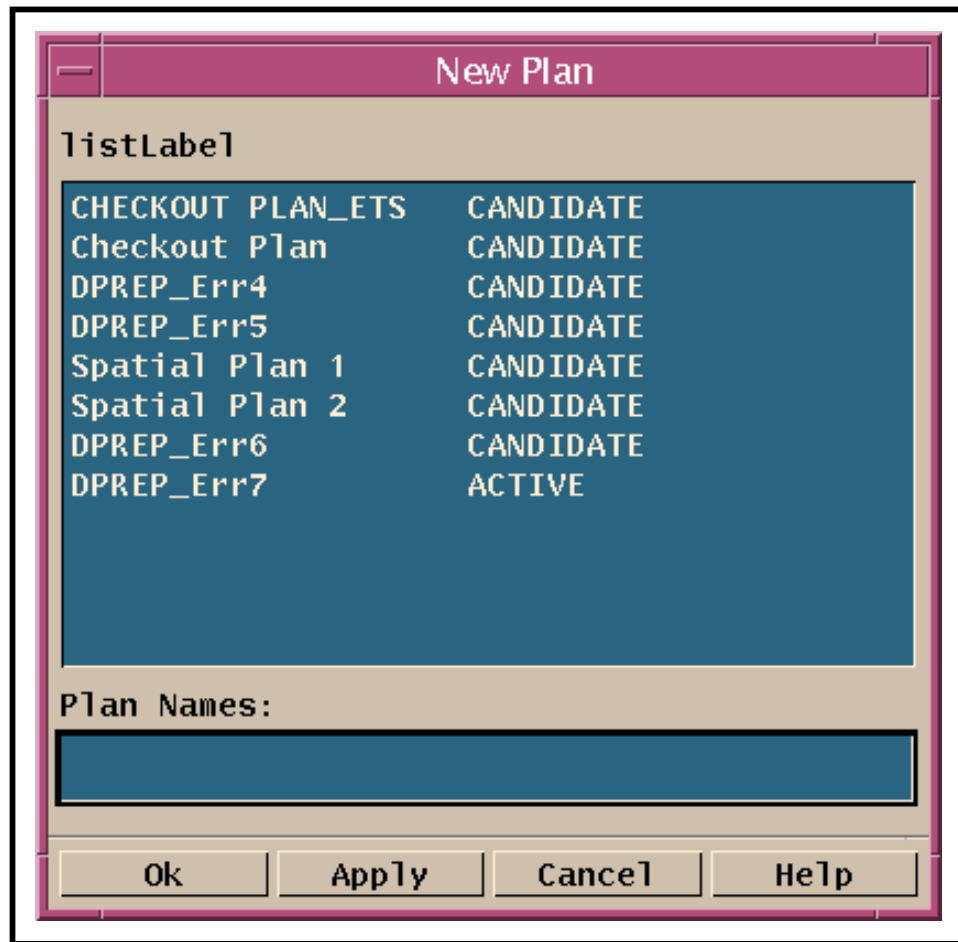 New Plan
listLabel
CHECKOUT PLAN_ETS CANDIDATE
Checkout Plan CANDIDATE
DPREP_Err4 CANDIDATE
DPREP_Err5 CANDIDATE
Spatial Plan 1 CANDIDATE
Spatial Plan 2 CANDIDATE
DPREP_Err6 CANDIDATE
DPREP_Err7 ACTIVE
Plan Names:
Ok Apply Cancel Help